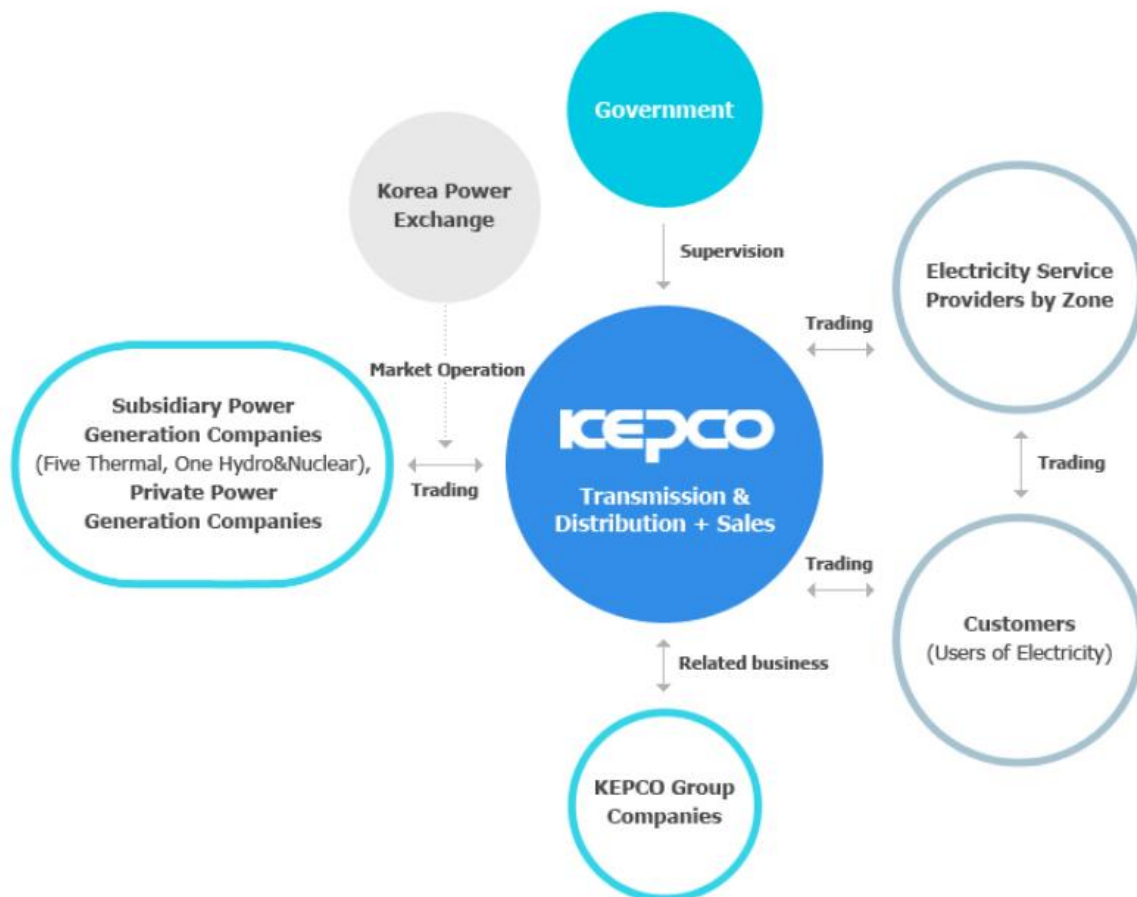 Government
Korea Power
Exchange
Supervision
Electricity Service
Providers by Zone
Trading
Market Operation
Subsidiary Power
Generation Companies
(Five Thermal, One Hydro&Nuclear),
Private Power
Generation Companies
Trading
KEPCO
Transmission &
Distribution + Sales
Trading
Trading
Customers
(Users of Electricity)
Related business
KEPCO Group
Companies